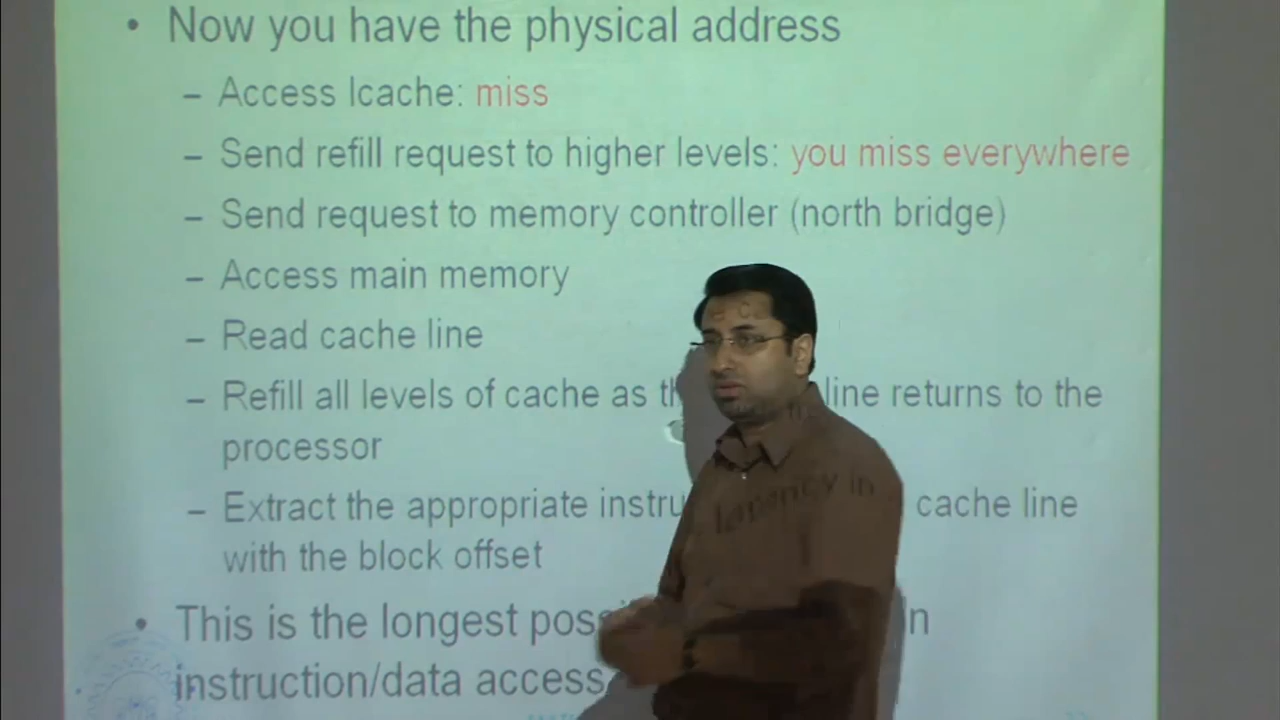 • Now you have the physical address
– Access Icache: miss
– Send refill request to higher levels: you miss everywhere
– Send request to memory controller (north bridge)
– Access main memory
– Read cache line
– Refill all levels of cache as line returns to the
processor
– Extract the appropriate cache line
with the block offset
• This is the longest latency in
instruction/data access